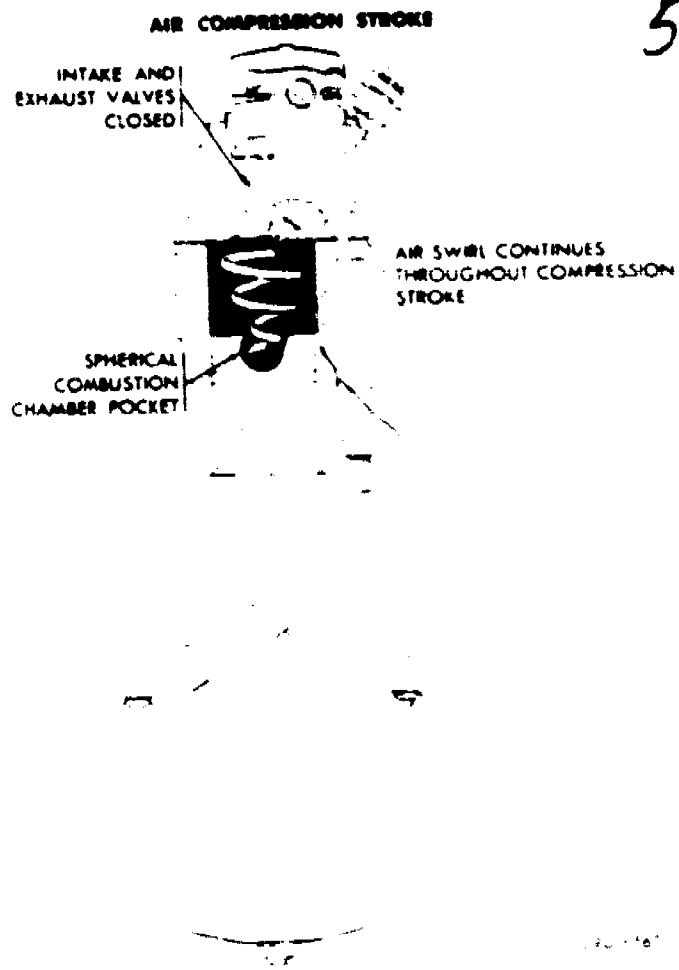 AIR COMPRESSION STROKE
5
INTAKE AND
EXHAUST VALVES
CLOSED
AIR SWIRL CONTINUES
THROUGHOUT COMPRESSION
STROKE
SPHERICAL
COMBUSTION
CHAMBER POCKET